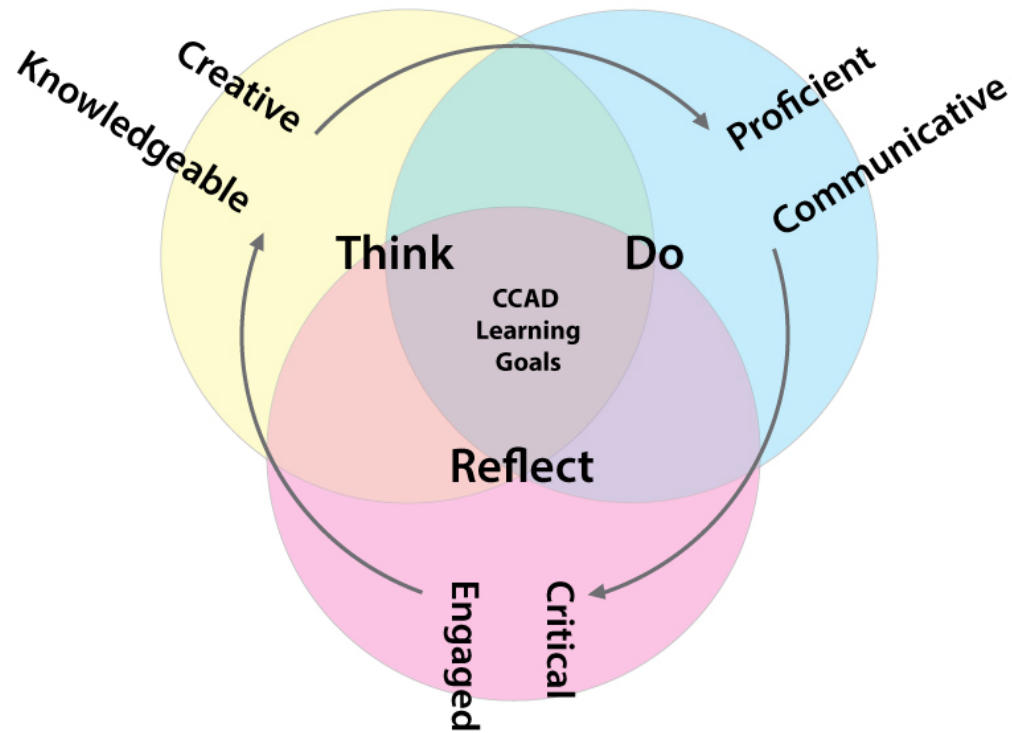 Creative
Knowledgeable
Proficient
Communicative
Think
Do
CCAD
Learning
Goals
Reflect
Engaged
Critical